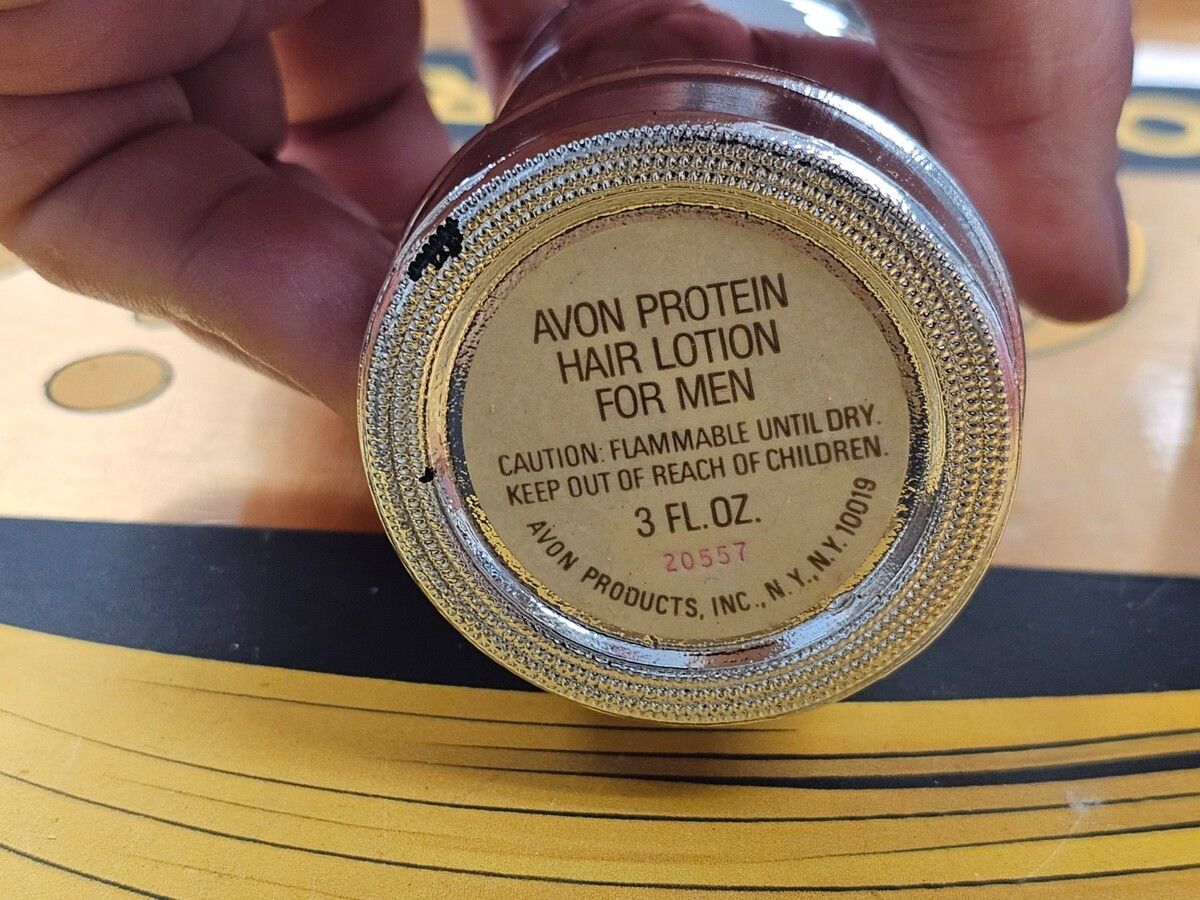 AVON PROTEIN
HAIR LOTION
FOR MEN
CAUTION: FLAMMABLE UNTIL DRY.
KEEP OUT OF REACH OF CHILDREN.
3 FL. OZ.
20557
AVON PRODUCTS, INC., N.Y., N.Y. 10019